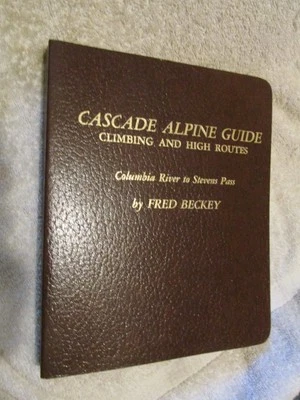 CASCADE ALPINE GUIDE
CLIMBING AND HIGH ROUTES
Columbia River to Stevens Pass
by FRED BECKEY